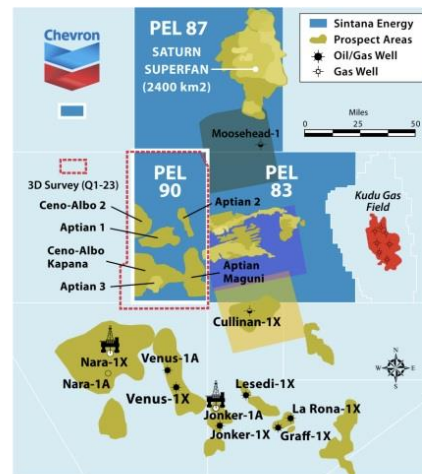 Chevron
PEL 87
SATURN
SUPERFAN
(2400 km2)
Sintana Energy
Prospect Areas
Oil/Gas Well
Gas Well
Miles
0
25
50
Moosehead-1
3D Survey (Q1-23)
PEL
90
PEL
83
Kudu Gas
Field
Ceno-Albo 2
Aptian 2
Aptian 1
Ceno-Albo
Kapana
Aptian
Maguni
Aptian 3
Cullinan-1X
Nara-1X
Nara-1A
Venus-1A
Venus-1X
Lesedi-1X
Jonker-1A
La Rona-1X
Jonker-1X
Graff-1X
N
W
E
S